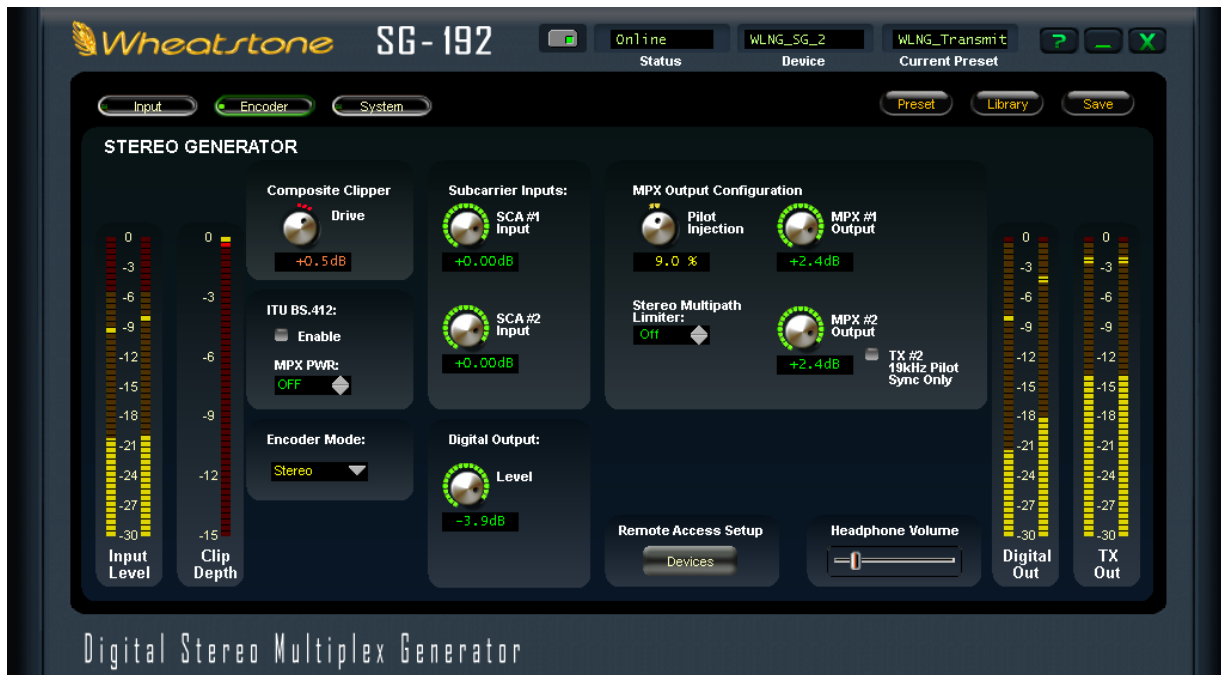 Wheatstone SG-192
Online WLNG_SG_2 WLNG_Transmit ? _ X
Status Device Current Preset
Input Encoder System Preset Library Save
STEREO GENERATOR
Composite Clipper
Drive
+0.5dB
ITU BS.412:
Enable
MPX PWR:
OFF
Encoder Mode:
Stereo
Subcarrier Inputs:
SCA #1
Input
+0.00dB
SCA #2
Input
+0.00dB
Digital Output:
Level
-3.9dB
MPX Output Configuration
Pilot
Injection
9.0 %
MPX #1
Output
+2.4dB
Stereo Multipath
Limiter:
Off
MPX #2
Output
+2.4dB
TX #2
19kHz Pilot
Sync Only
Remote Access Setup
Devices
Headphone Volume
0
-3
-6
-9
-12
-15
-18
-21
-24
-27
-30
Input
Level
0
-3
-6
-9
-12
-15
Clip
Depth
0
-3
-6
-9
-12
-15
-18
-21
-24
-27
-30
Digital
Out
0
-3
-6
-9
-12
-15
-18
-21
-24
-27
-30
TX
Out
Digital Stereo Multiplex Generator